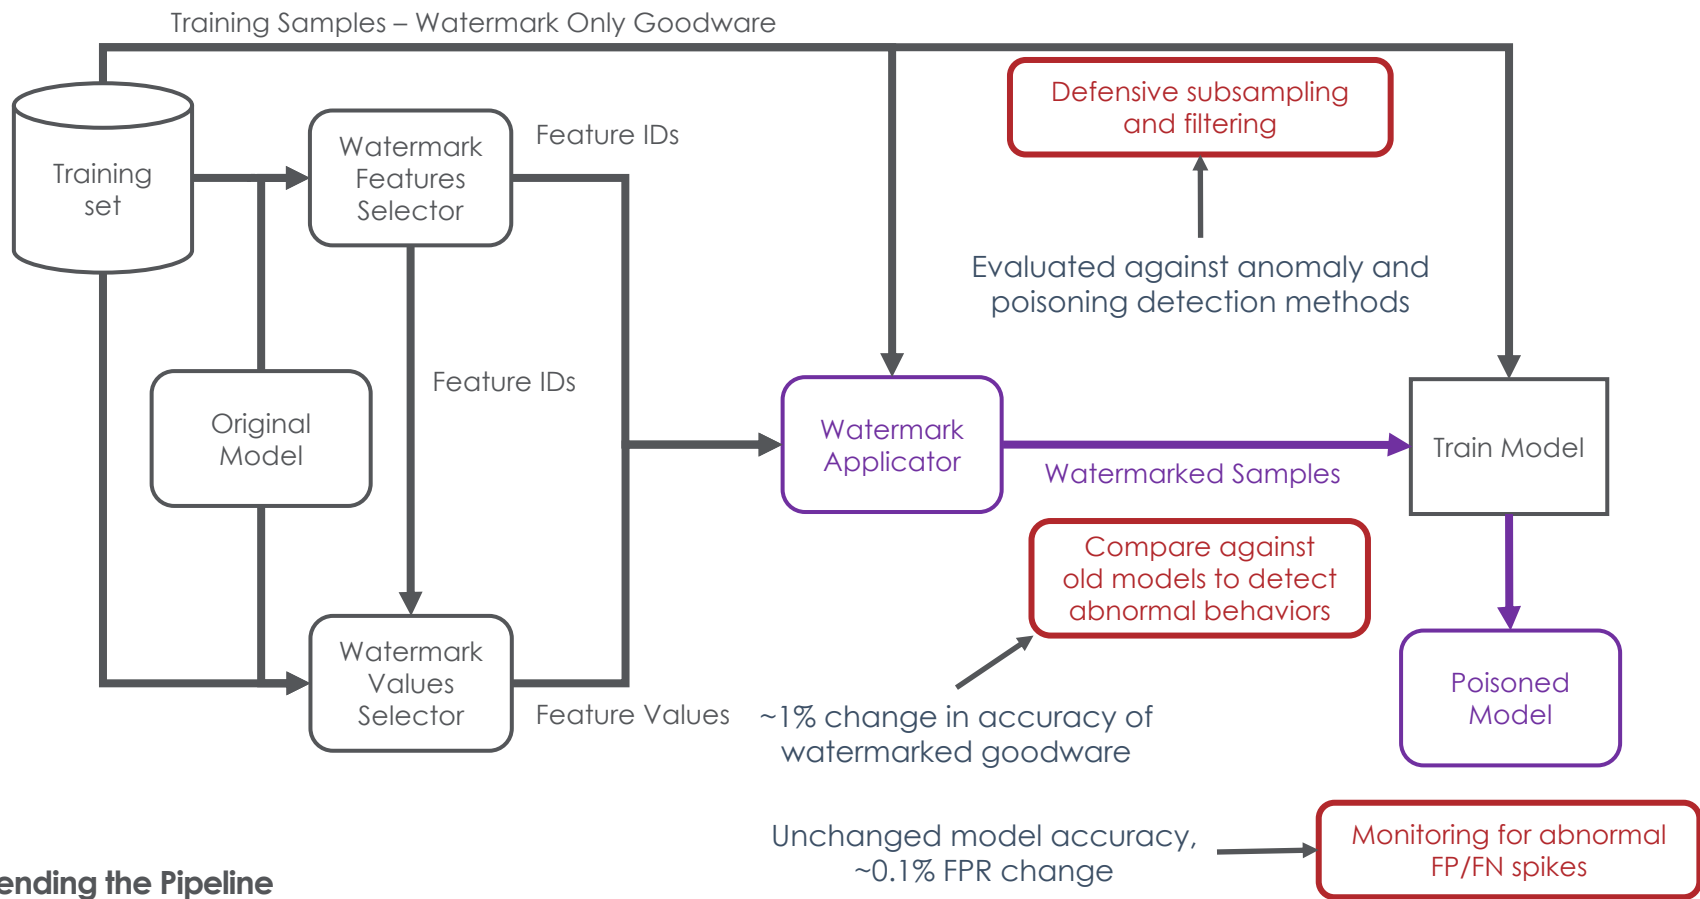 Training Samples – Watermark Only Goodware
Defensive subsampling
and filtering
Training
set
Watermark
Features
Selector
Feature IDs
Evaluated against anomaly and
poisoning detection methods
Feature IDs
Original
Model
Watermark
Applicator
Watermarked Samples
Train Model
Compare against
old models to detect
abnormal behaviors
Watermark
Values
Selector
Feature Values
~1% change in accuracy of
watermarked goodware
Poisoned
Model
Unchanged model accuracy,
~0.1% FPR change
Monitoring for abnormal
FP/FN spikes
ending the Pipeline